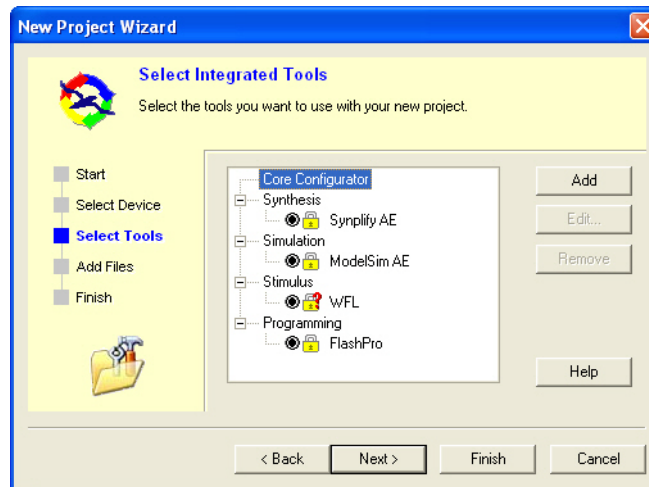 New Project Wizard
Select Integrated Tools
Select the tools you want to use with your new project.
Start
Select Device
Select Tools
Add Files
Finish
Core Configurator
Synthesis
Synplify AE
Simulation
ModelSim AE
Stimulus
WFL
Programming
FlashPro
Add
Edit...
Remove
Help
< Back
Next >
Finish
Cancel